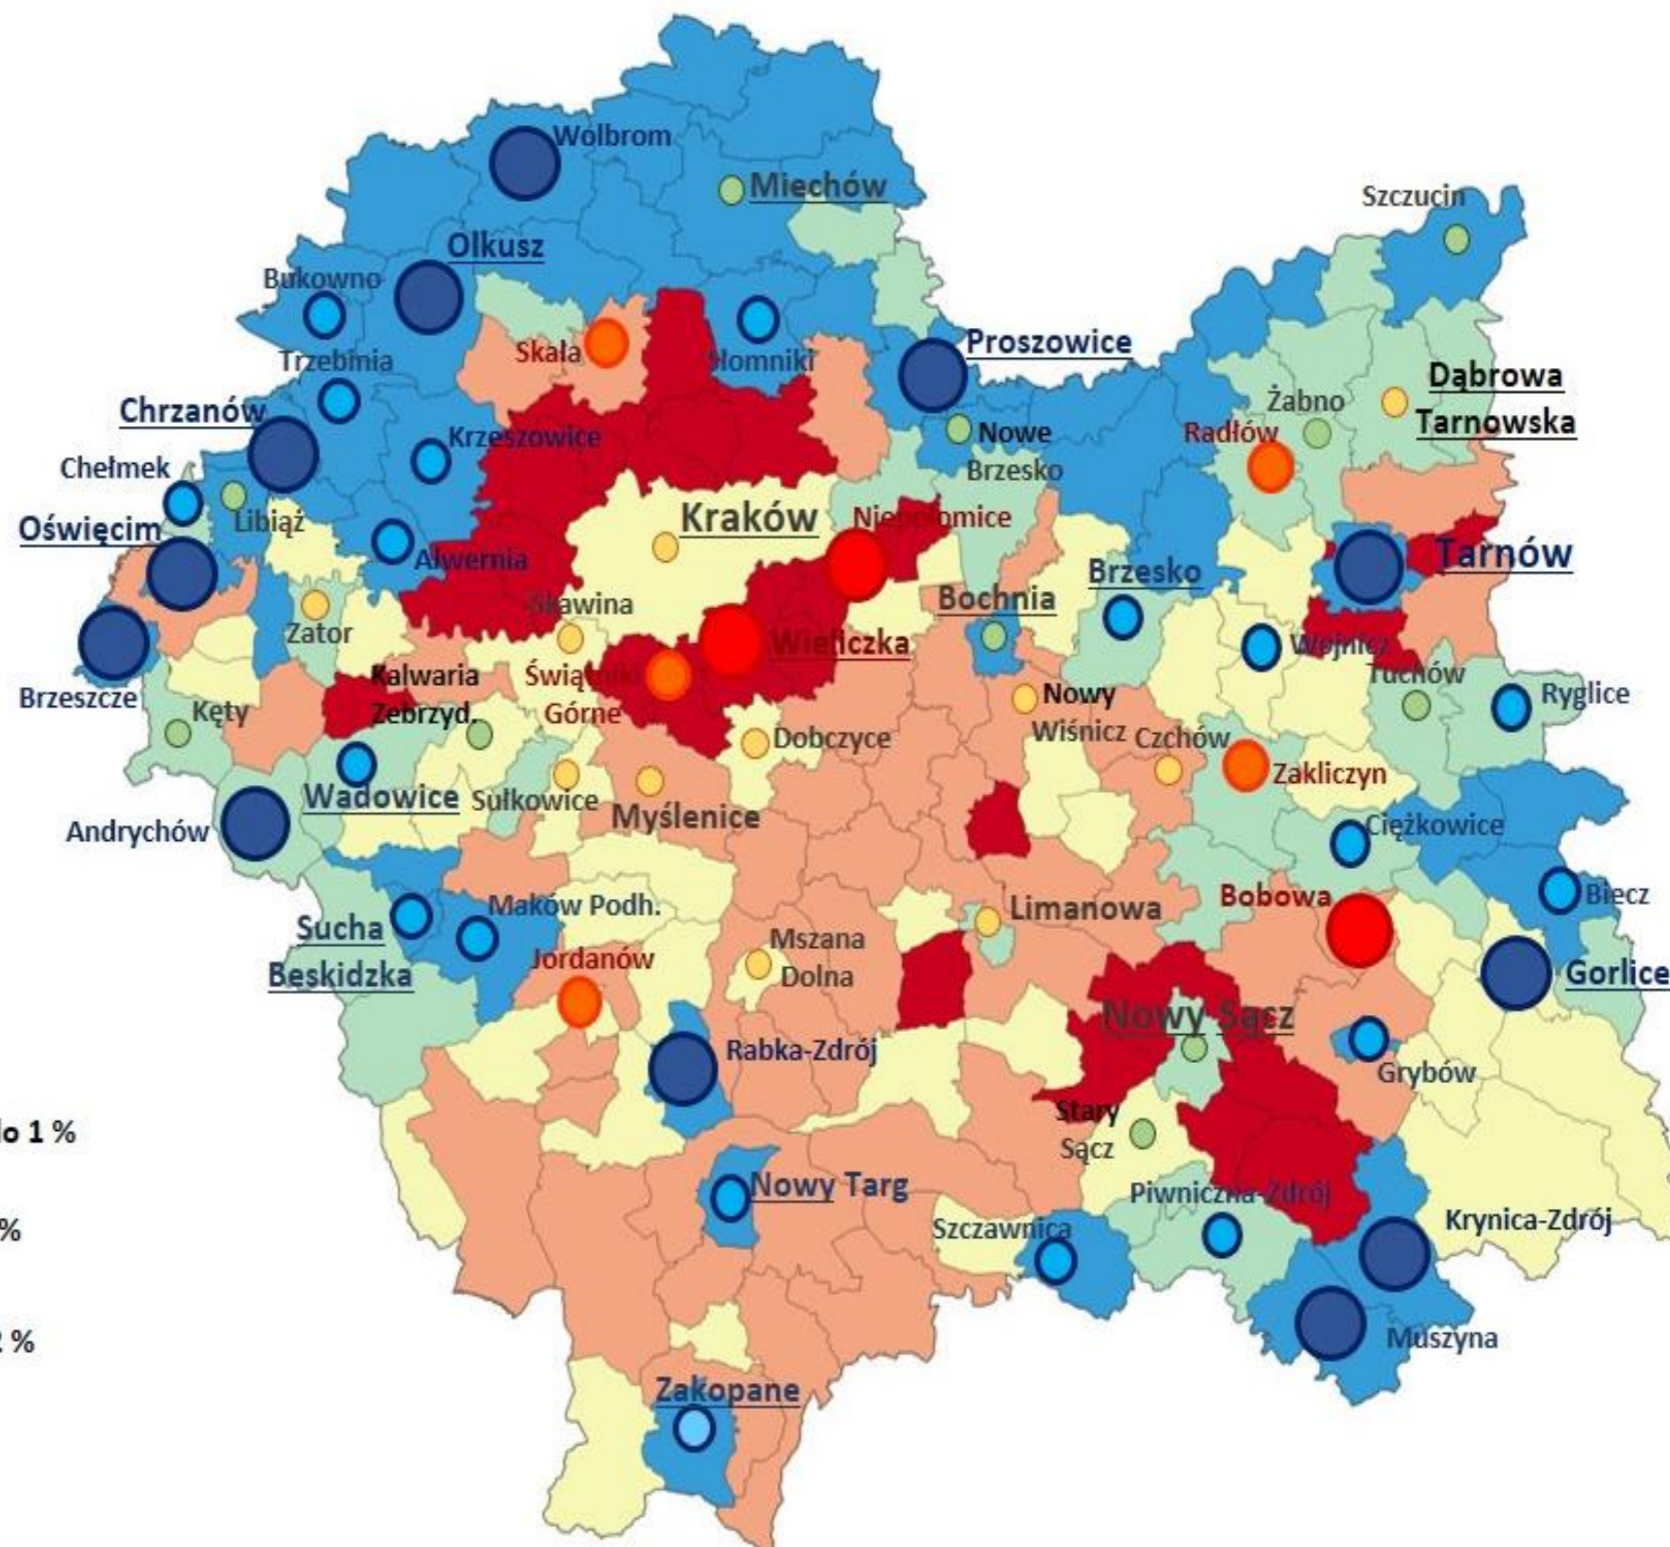 Wolbrom
Miechów
Szczucin
Olkusz
Bukowno
Trzebinia
Skała
Słomniki
Proszowice
Dąbrowa
Tarnowska
Żabno
Radłów
Chrzanów
Krzeszowice
Nowe
Brzesko
Chełmek
Libiąż
Oświęcim
Kraków
Niepołomice
Alwernia
Tarnów
Brzesko
Bochnia
Skawina
Zator
Wieliczka
Wojnicz
Tuchów
Ryglice
Brzeszcze
Kęty
Kalwaria
Zebrzyd.
Świątniki
Górne
Nowy
Wiśnicz
Czchów
Dobczyce
Zakliczyn
Wadowice
Sułkowice
Myślenice
Andrychów
Ciężkowice
Bobowa
Biecz
Maków Podh.
Limanowa
Sucha
Beskidzka
Mszana
Dolna
Jordanów
Gorlice
Nowy Sącz
Rabka-Zdrój
Grybów
Stary
Sącz
do 1 %
Nowy Targ
Piwniczna-Zdrój
Szczawnica
Krynica-Zdrój
%
2 %
Muszyna
Zakopane